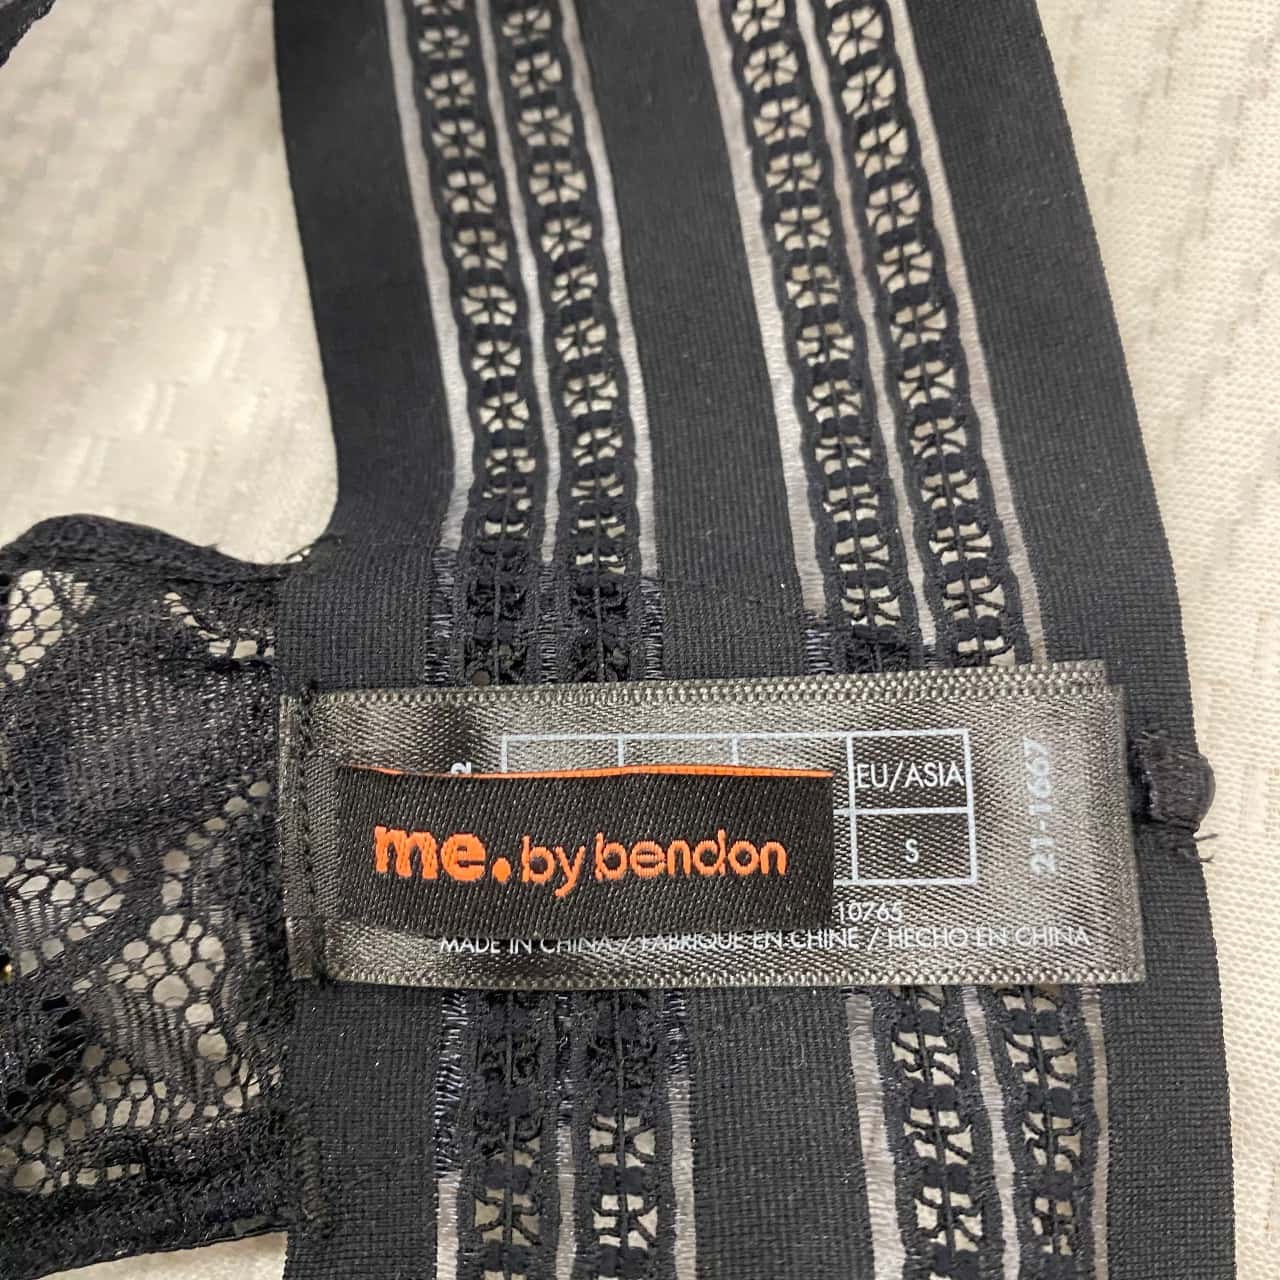 EU/ASIA
S
me. by bendon
10765
MADE IN CHINA / FABRIQUE EN CHINE / HECHO EN CHINA
21-1667